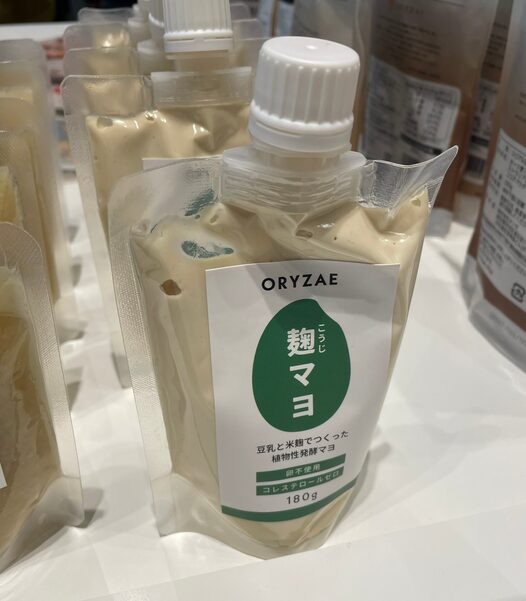 ORYZAE
こうじ
麹マヨ
豆乳と米麹でつくった
植物性発酵マヨ
卵不使用
コレステロールゼロ
180g